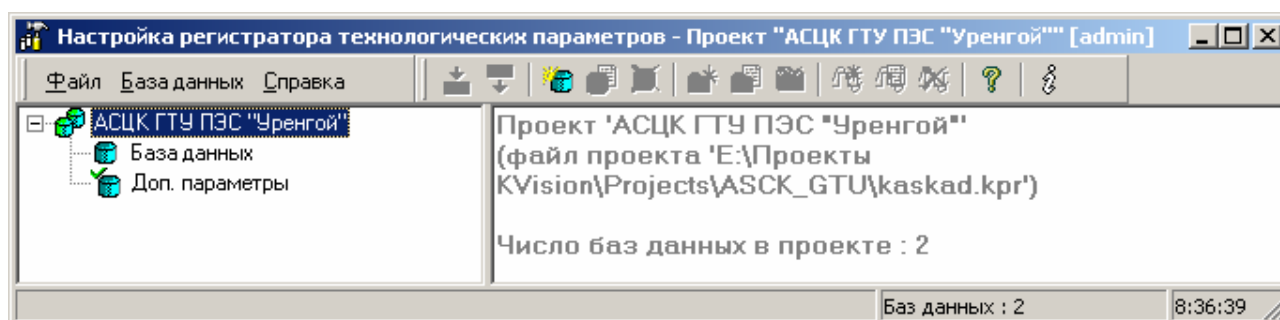 Настройка регистратора технологических параметров - Проект "АСЦК ГТУ ПЭС "Уренгой"" [admin]
Файл База данных Справка
АСЦК ГТУ ПЭС "Уренгой"
База данных
Доп. параметры
Проект 'АСЦК ГТУ ПЭС "Уренгой"'
(файл проекта 'E:\Проекты
KVision\Projects\ASCK_GTU\kaskad.kpr')
Число баз данных в проекте : 2
Баз данных : 2
8:36:39